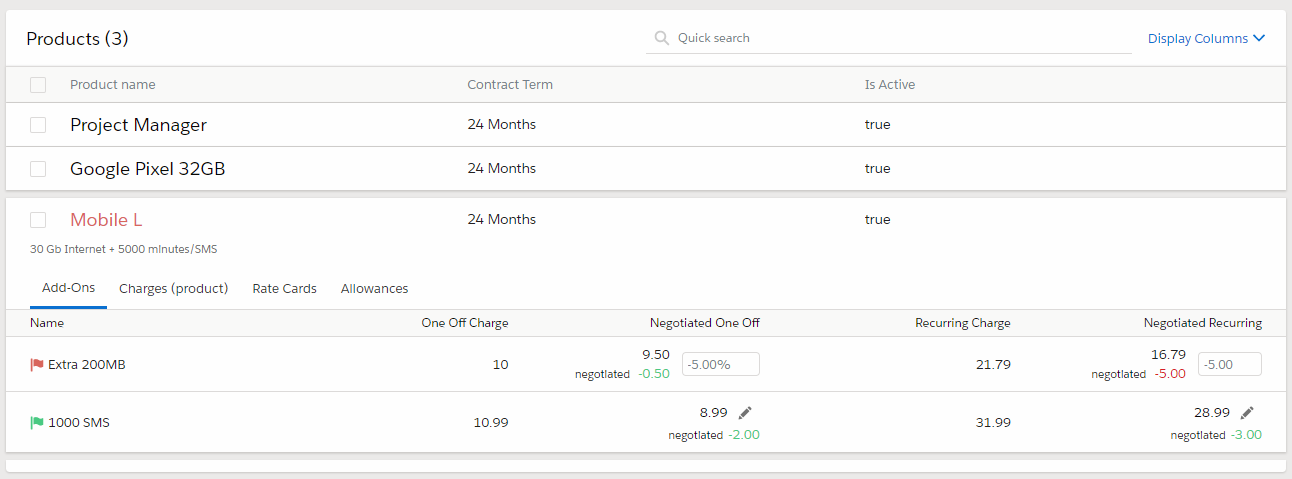 Products (3) Quick search Display Columns
Product name Contract Term Is Active
Project Manager 24 Months true
Google Pixel 32GB 24 Months true
Mobile L 24 Months true
30 Gb Internet + 5000 minutes/SMS
Add-Ons Charges (product) Rate Cards Allowances
Name One Off Charge Negotiated One Off Recurring Charge Negotiated Recurring
Extra 200MB 10 9.50 negotiated -0.50 -5.00% 21.79 16.79 negotiated -5.00 -5.00
1000 SMS 10.99 8.99 negotiated -2.00 31.99 28.99 negotiated -3.00